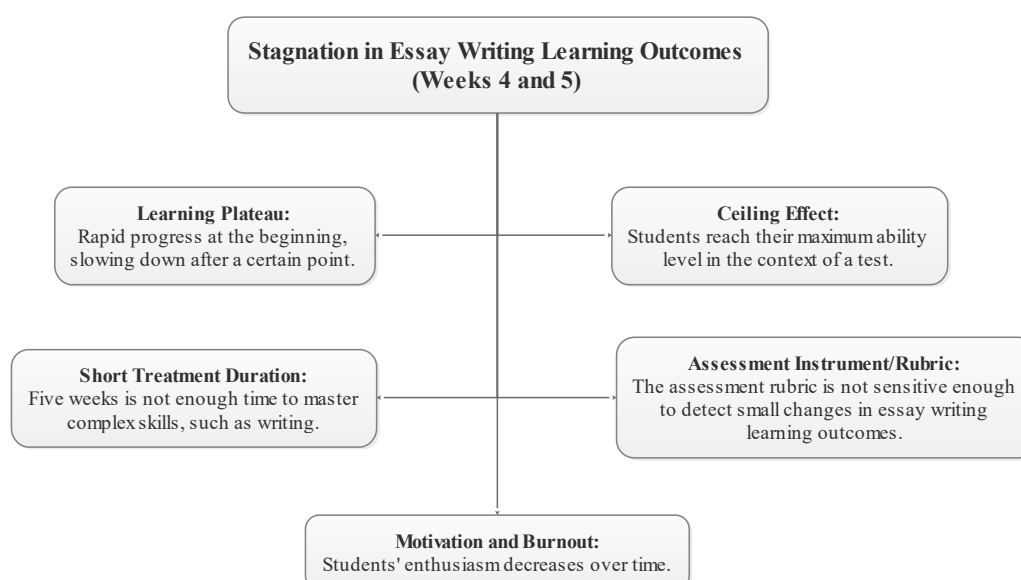 Stagnation in Essay Writing Learning Outcomes
(Weeks 4 and 5)
Learning Plateau:
Rapid progress at the beginning,
slowing down after a certain point.
Ceiling Effect:
Students reach their maximum ability
level in the context of a test.
Short Treatment Duration:
Five weeks is not enough time to master
complex skills, such as writing.
Assessment Instrument/Rubric:
The assessment rubric is not sensitive enough
to detect small changes in essay writing
learning outcomes.
Motivation and Burnout:
Students' enthusiasm decreases over time.